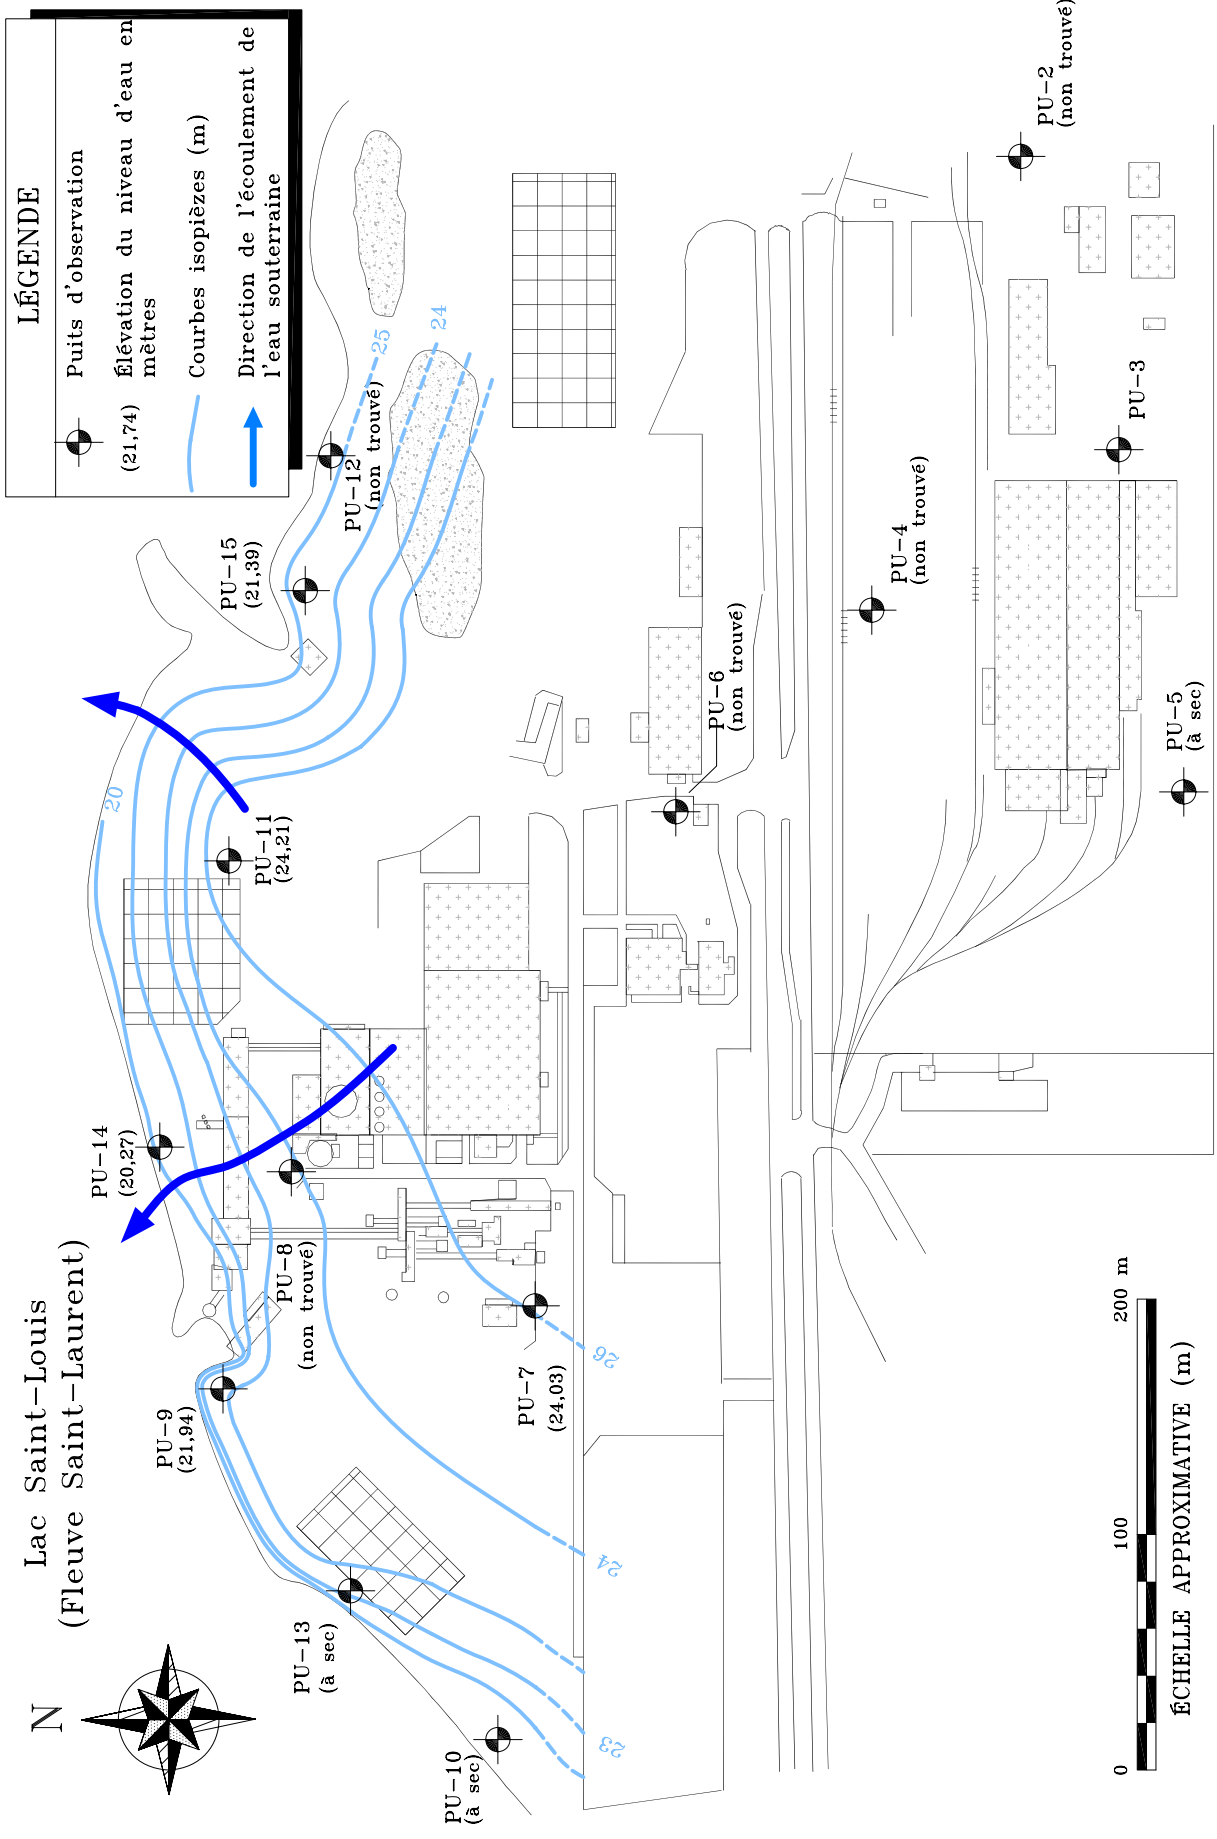 LÉGENDE
Puits d'observation
(21,74)
Élévation du niveau d'eau en
mètres
Courbes isopièzes (m)
Direction de l'écoulement de
l'eau souterraine
Lac Saint-Louis
(Fleuve Saint-Laurent)
N
PU-10
(à sec)
PU-13
(à sec)
PU-9
(21,94)
PU-14
(20,27)
PU-8
(non trouvé)
PU-7
(24,03)
PU-11
(24,21)
PU-15
(21,39)
PU-12
(non trouvé)
PU-6
(non trouvé)
PU-4
(non trouvé)
PU-5
(à sec)
PU-3
PU-2
(non trouvé)
20
25
24
26
24
23
0
100
200 m
ÉCHELLE APPROXIMATIVE (m)